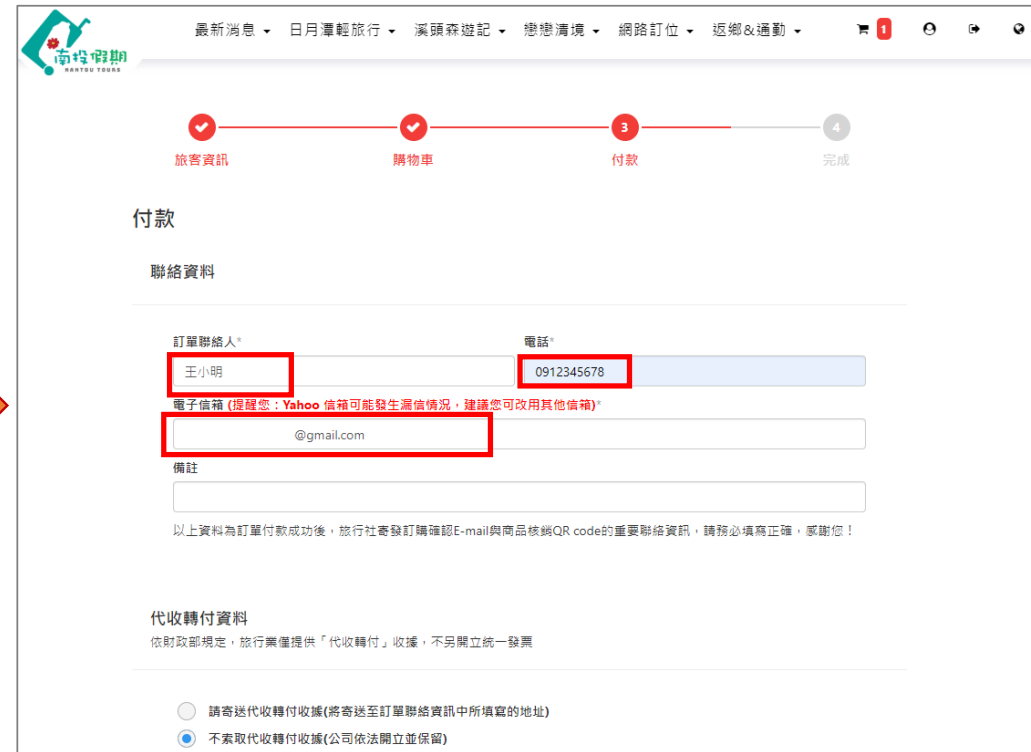 最新消息 日月潭輕旅行 溪頭森遊記 戀戀清境 網路訂位 返鄉&通勤 1
南投假期
NANTOU TOURS
3 4
旅客資訊 購物車 付款 完成
付款
聯絡資料
訂單聯絡人* 電話*
王小明 0912345678
電子信箱 (提醒您：Yahoo 信箱可能發生漏信情況，建議您可改用其他信箱)*
@gmail.com
備註
以上資料為訂單付款成功後，旅行社寄發訂購確認E-mail與商品核銷QR code的重要聯絡資訊，請務必填寫正確，感謝您！
代收轉付資料
依財政部規定，旅行業僅提供「代收轉付」收據，不另開立統一發票
請寄送代收轉付收據(將寄送至訂單聯絡資訊中所填寫的地址)
不索取代收轉付收據(公司依法開立並保留)